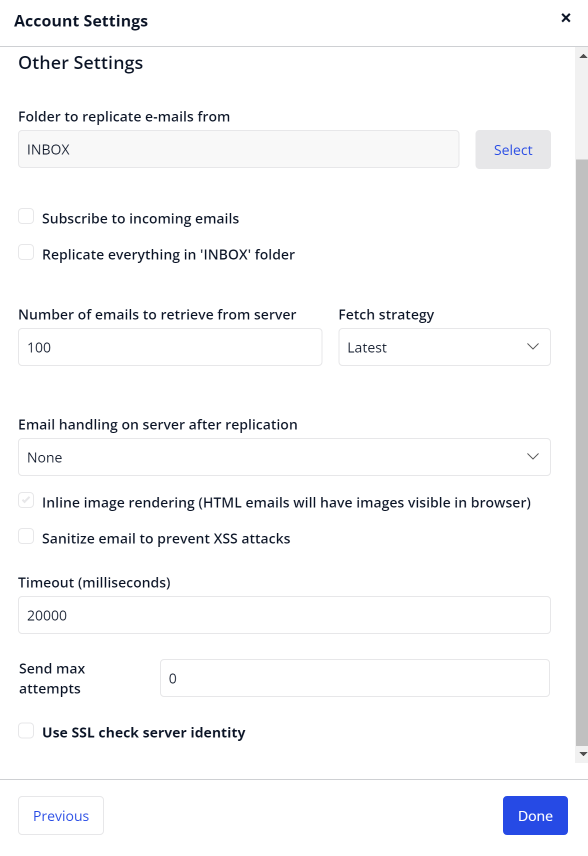 Account Settings
Other Settings
Folder to replicate e-mails from
INBOX
Select
Subscribe to incoming emails
Replicate everything in 'INBOX' folder
Number of emails to retrieve from server
Fetch strategy
100
Latest
Email handling on server after replication
None
Inline image rendering (HTML emails will have images visible in browser)
Sanitize email to prevent XSS attacks
Timeout (milliseconds)
20000
Send max
attempts
0
Use SSL check server identity
Previous
Done